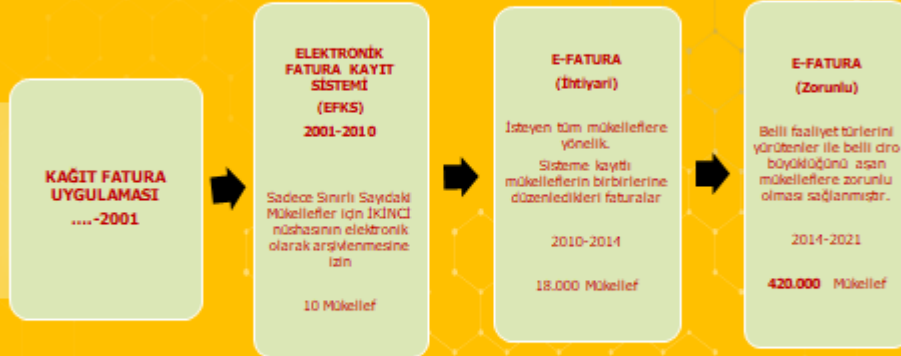 KAĞIT FATURA
UYGULAMASI
....-2001
ELEKTRONİK
FATURA KAYIT
SİSTEMİ
(EFKS)
2001-2010
Sadece Sınırlı Sayıdaki
Mükellefler için İKİNCİ
nüshasının elektronik
olarak arşivlenmesine
izin
10 Mükellef
E-FATURA
(İhtiyari)
İsteyen tüm mükelleflere
yönelik.
Sisteme kayıtlı
mükelleflerin birbirlerine
düzenledikleri faturalar
2010-2014
18.000 Mükellef
E-FATURA
(Zorunlu)
Belli faaliyet türlerini
yürütenler ile belli ciro
büyüklüğünü aşan
mükelleflere zorunlu
olması sağlanmıştır.
2014-2021
420.000 Mükellef